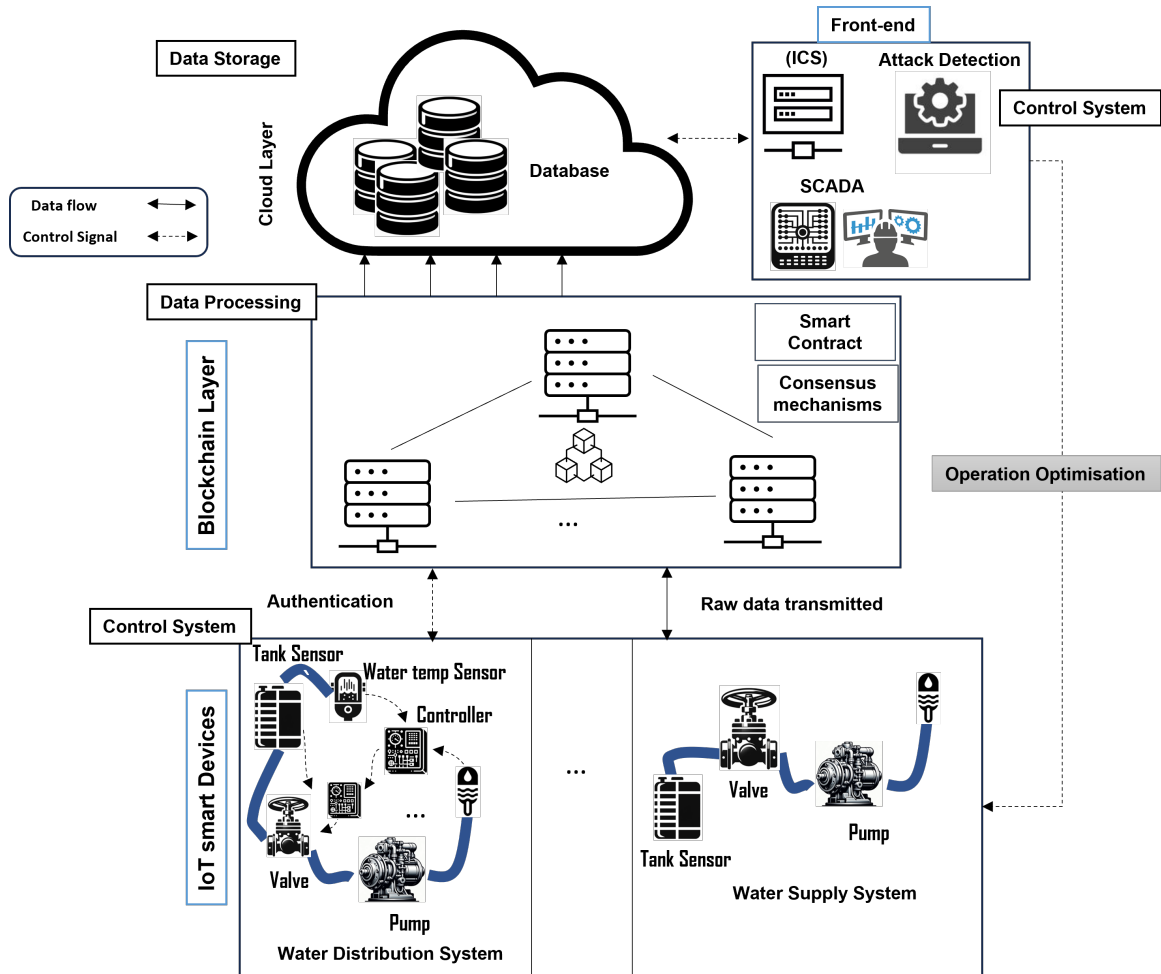 Front-end
Data Storage
(ICS)
Attack Detection
Control System
Cloud Layer
Database
SCADA
Data flow
Control Signal
Data Processing
Smart
Contract
Consensus
mechanisms
Blockchain Layer
...
Operation Optimisation
Authentication
Raw data transmitted
Control System
IoT smart Devices
Tank Sensor
Water temp Sensor
Controller
...
Valve
Pump
Water Distribution System
...
Valve
Pump
Tank Sensor
Water Supply System